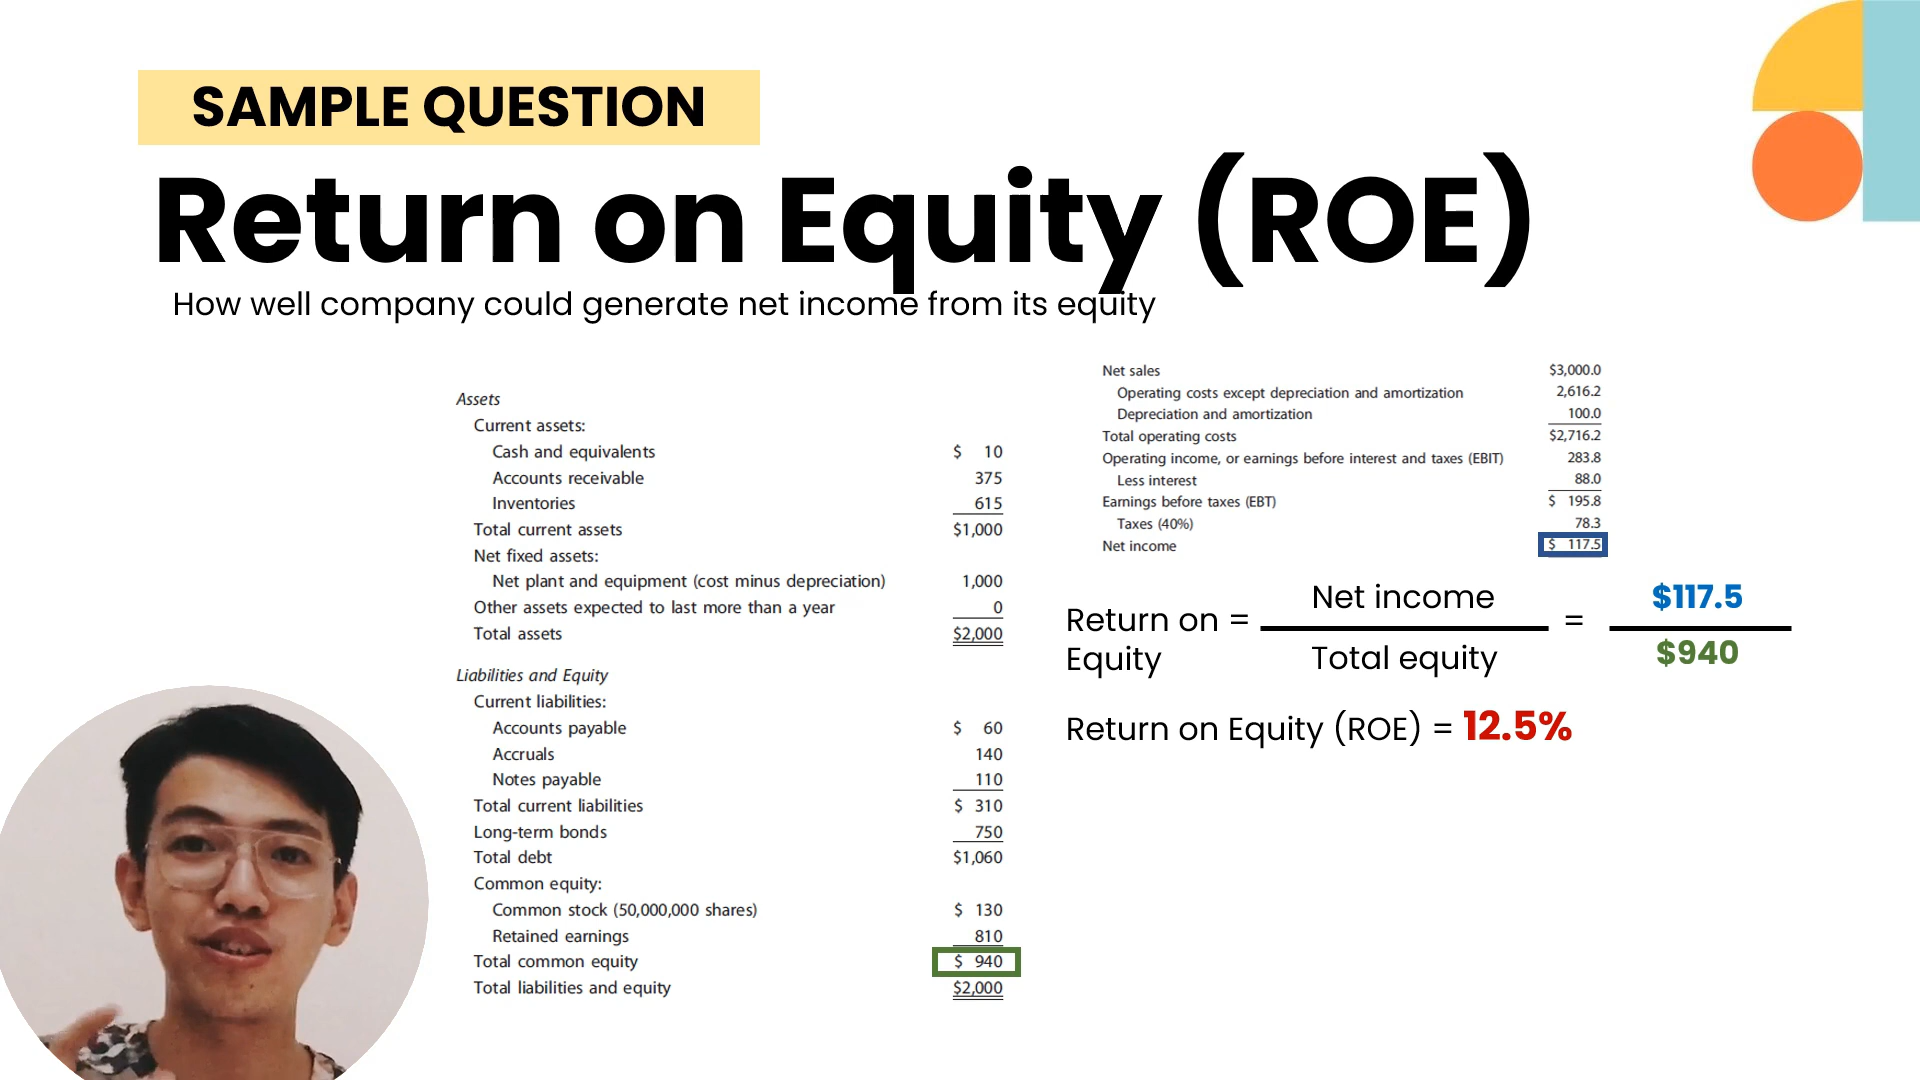 SAMPLE QUESTION
Return on Equity (ROE)
How well company could generate net income from its equity
Assets
Current assets:
Cash and equivalents $ 10
Accounts receivable 375
Inventories 615
Total current assets $1,000
Net fixed assets:
Net plant and equipment (cost minus depreciation) 1,000
Other assets expected to last more than a year 0
Total assets $2,000
Liabilities and Equity
Current liabilities:
Accounts payable $ 60
Accruals 140
Notes payable 110
Total current liabilities $ 310
Long-term bonds 750
Total debt $1,060
Common equity:
Common stock (50,000,000 shares) $ 130
Retained earnings 810
Total common equity $ 940
Total liabilities and equity $2,000
Net sales $3,000.0
Operating costs except depreciation and amortization 2,616.2
Depreciation and amortization 100.0
Total operating costs $2,716.2
Operating income, or earnings before interest and taxes (EBIT) 283.8
Less interest 88.0
Earnings before taxes (EBT) $ 195.8
Taxes (40%) 78.3
Net income $ 117.5
Return on Equity = Net income / Total equity = $117.5 / $940
Return on Equity (ROE) = 12.5%